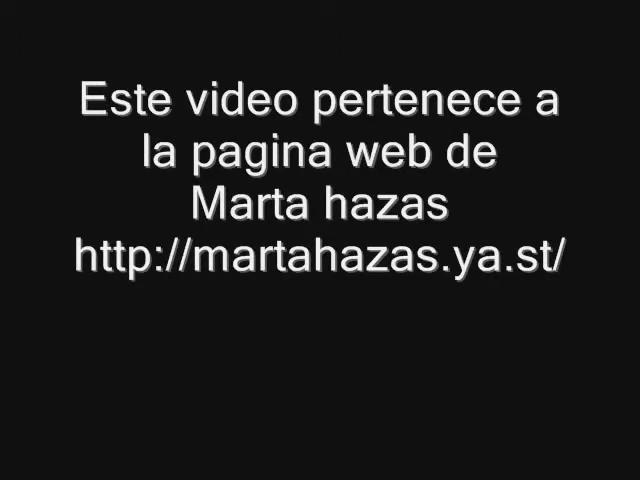 Este video pertenece a
la pagina web de
Marta hazas
http://martahazas.ya.st/